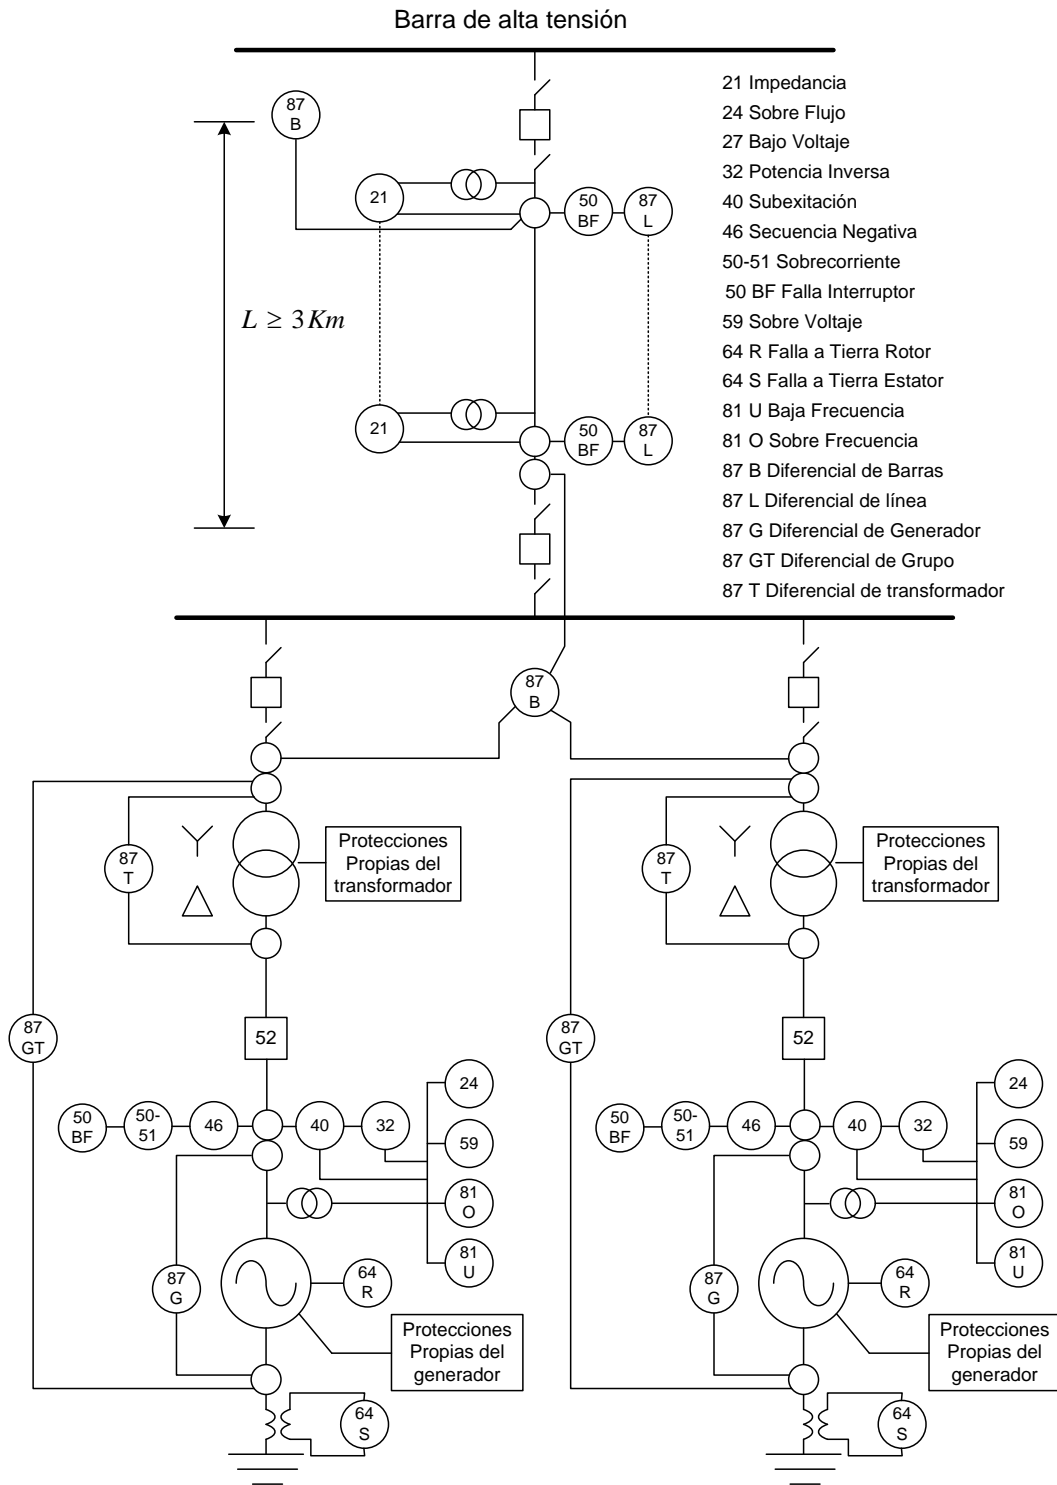 Barra de alta tensión
87
B
21
50
BF
87
L
L ≥ 3 Km
21
50
BF
87
L
21 Impedancia
24 Sobre Flujo
27 Bajo Voltaje
32 Potencia Inversa
40 Subexitación
46 Secuencia Negativa
50-51 Sobrecorriente
50 BF Falla Interruptor
59 Sobre Voltaje
64 R Falla a Tierra Rotor
64 S Falla a Tierra Estator
81 U Baja Frecuencia
81 O Sobre Frecuencia
87 B Diferencial de Barras
87 L Diferencial de línea
87 G Diferencial de Generador
87 GT Diferencial de Grupo
87 T Diferencial de transformador
87
B
87
T
Protecciones
Propias del
transformador
87
GT
52
50
BF
50-
51
46
40
32
24
59
81
O
81
U
87
G
64
R
Protecciones
Propias del
generador
64
S
87
T
Protecciones
Propias del
transformador
87
GT
52
50
BF
50-
51
46
40
32
24
59
81
O
81
U
87
G
64
R
Protecciones
Propias del
generador
64
S